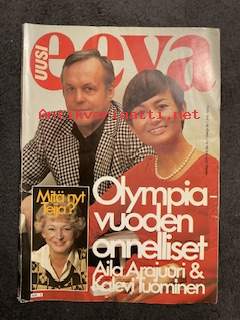 UUSI
eeva
Antikvariaatti.net
Mitä nyt
Teija?
Olympia-
vuoden
onnelliset
Aila Arajuuri &
Kalevi Tuominen